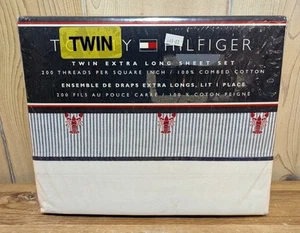 TWIN
TOMMY HILFIGER
TWIN EXTRA LONG SHEET SET
200 THREADS PER SQUARE INCH / 100% COMBED COTTON
ENSEMBLE DE DRAPS EXTRA LONGS, LIT 1 PLACE
200 FILS AU POUCE CARRÉ / 100 % COTON PEIGNÉ